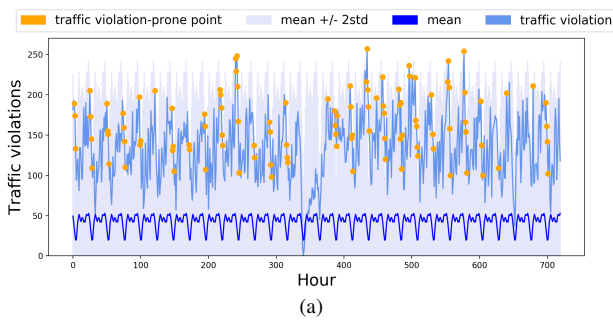 traffic violation-prone point mean +/- 2std mean traffic violation
250
200
150
100
50
0
Traffic violations
0 100 200 300 400 500 600 700
Hour
(a)